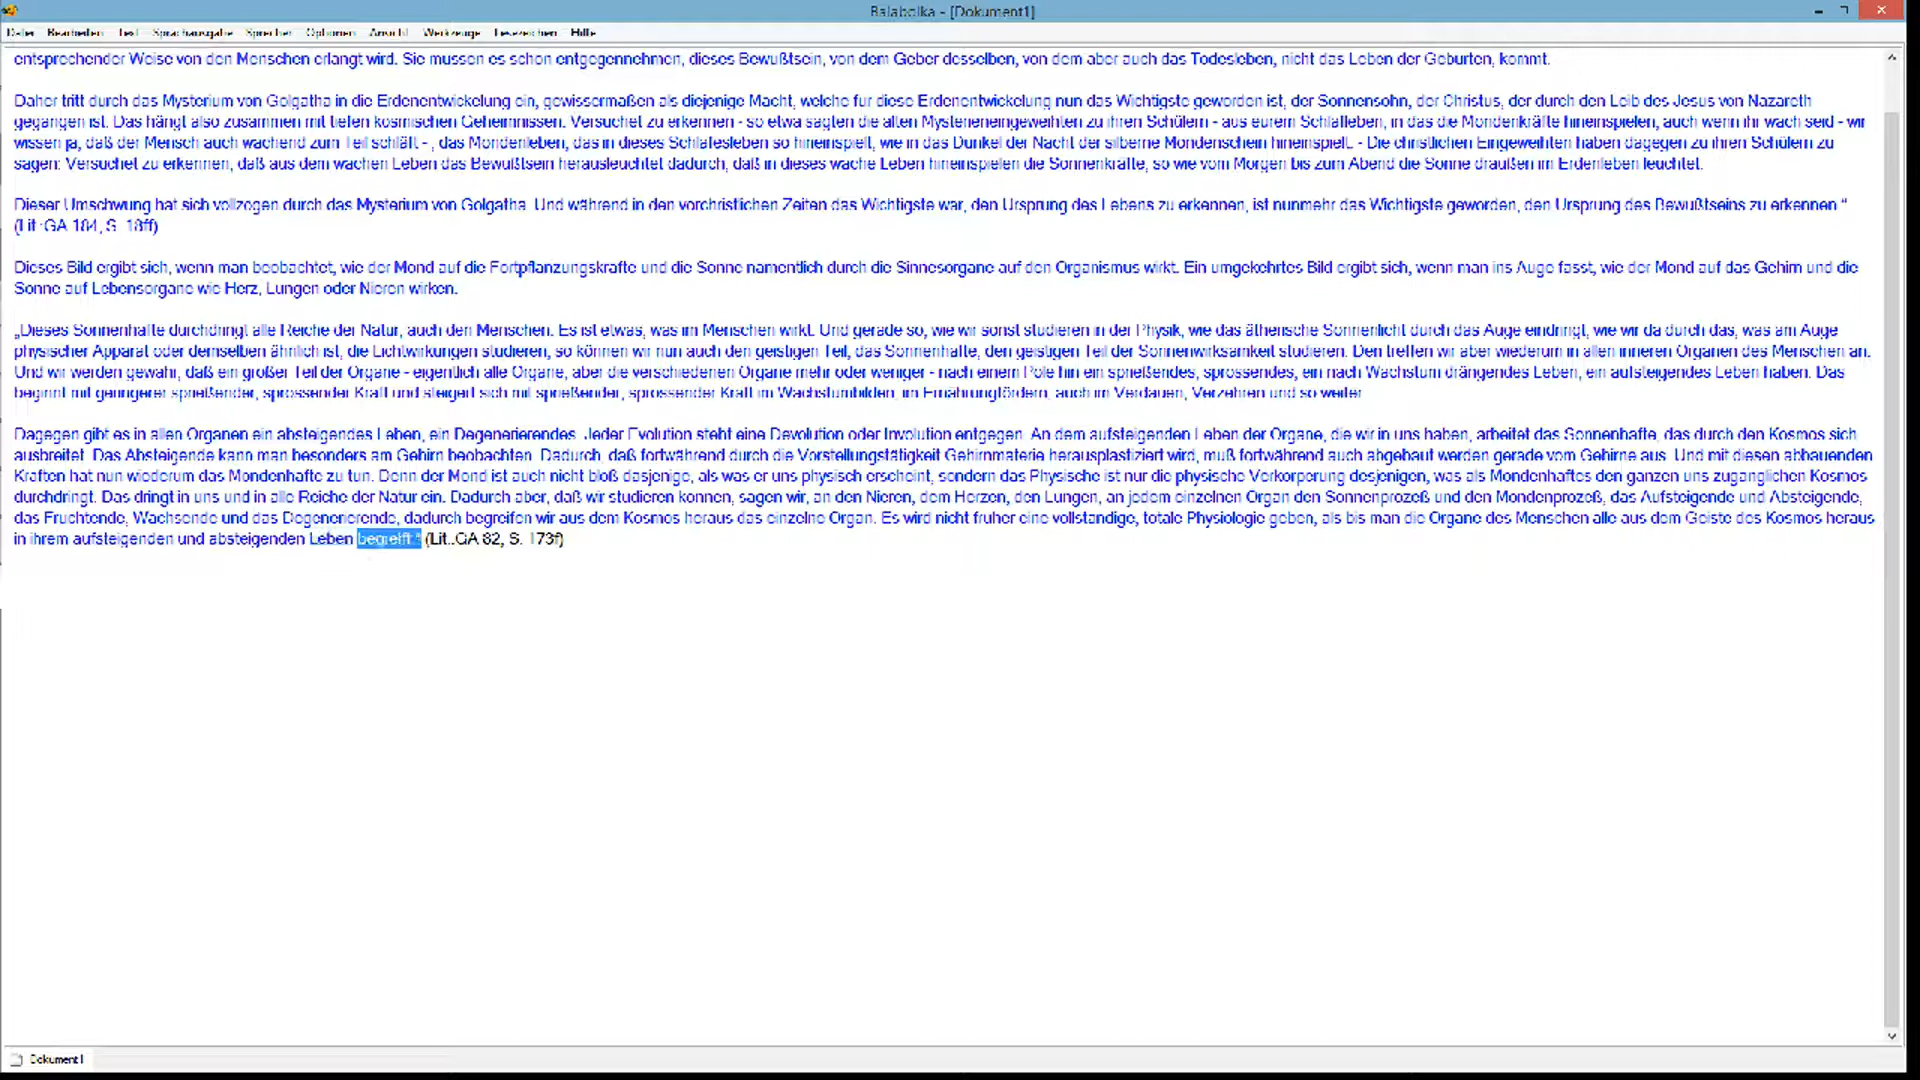 Balabolka - [Dokument1]
Datei Bearbeiten Text Sprachausgabe Sprecher Optionen Ansicht Werkzeuge Lesezeichen Hilfe
entsprechender Weise von den Menschen erlangt wird. Sie müssen es schon entgegennehmen, dieses Bewußtsein, von dem Geber desselben, von dem aber auch das Todesleben, nicht das Leben der Geburten, kommt.
Daher tritt durch das Mysterium von Golgatha in die Erdenentwickelung ein, gewissermaßen als diejenige Macht, welche für diese Erdenentwickelung nun das Wichtigste geworden ist, der Sonnensohn, der Christus, der durch den Leib des Jesus von Nazareth
gegangen ist. Das hängt also zusammen mit tiefen kosmischen Geheimnissen. Versuchet zu erkennen - so etwa sagten die alten Mysterieneingeweihten zu ihren Schülern - aus eurem Schlafleben, in das die Mondenkräfte hineinspielen, auch wenn ihr wach seid - wir
wissen ja, daß der Mensch auch wachend zum Teil schläft - , das Mondenleben, das in dieses Schlafesleben so hineinspielt, wie in das Dunkel der Nacht der silberne Mondenschein hineinspielt. - Die christlichen Eingeweihten haben dagegen zu ihren Schülern zu
sagen: Versuchet zu erkennen, daß aus dem wachen Leben das Bewußtsein herausleuchtet dadurch, daß in dieses wache Leben hineinspielen die Sonnenkräfte, so wie vom Morgen bis zum Abend die Sonne draußen im Erdenleben leuchtet.
Dieser Umschwung hat sich vollzogen durch das Mysterium von Golgatha. Und während in den vorchristlichen Zeiten das Wichtigste war, den Ursprung des Lebens zu erkennen, ist nunmehr das Wichtigste geworden, den Ursprung des Bewußtseins zu erkennen.“
(Lit.:GA 184, S. 18ff)
Dieses Bild ergibt sich, wenn man beobachtet, wie der Mond auf die Fortpflanzungskräfte und die Sonne namentlich durch die Sinnesorgane auf den Organismus wirkt. Ein umgekehrtes Bild ergibt sich, wenn man ins Auge fasst, wie der Mond auf das Gehirn und die
Sonne auf Lebensorgane wie Herz, Lungen oder Nieren wirken.
„Dieses Sonnenhafte durchdringt alle Reiche der Natur, auch den Menschen. Es ist etwas, was im Menschen wirkt. Und gerade so, wie wir sonst studieren in der Physik, wie das ätherische Sonnenlicht durch das Auge eindringt, wie wir da durch das, was am Auge
physischer Apparat oder demselben ähnlich ist, die Lichtwirkungen studieren, so können wir nun auch den geistigen Teil, das Sonnenhafte, den geistigen Teil der Sonnenwirksamkeit studieren. Den treffen wir aber wiederum in allen inneren Organen des Menschen an.
Und wir werden gewahr, daß ein großer Teil der Organe - eigentlich alle Organe, aber die verschiedenen Organe mehr oder weniger - nach einem Pole hin ein sprießendes, sprossendes, ein nach Wachstum drängendes Leben, ein aufsteigendes Leben haben. Das
beginnt mit geringerer sprießender, sprossender Kraft und steigert sich mit sprießender, sprossender Kraft im Wachstumbilden, im Ernährungfördern, auch im Verdauen, Verzehren und so weiter.
Dagegen gibt es in allen Organen ein absteigendes Leben, ein Degenerierendes. Jeder Evolution steht eine Devolution oder Involution entgegen. An dem aufsteigenden Leben der Organe, die wir in uns haben, arbeitet das Sonnenhafte, das durch den Kosmos sich
ausbreitet. Das Absteigende kann man besonders am Gehirn beobachten. Dadurch, daß fortwährend durch die Vorstellungstätigkeit Gehirnmaterie herausplastiziert wird, muß fortwährend auch abgebaut werden gerade vom Gehirne aus. Und mit diesen abbauenden
Kräften hat nun wiederum das Mondenhafte zu tun. Denn der Mond ist auch nicht bloß dasjenige, als was er uns physisch erscheint, sondern das Physische ist nur die physische Verkörperung desjenigen, was als Mondenhaftes den ganzen uns zugänglichen Kosmos
durchdringt. Das dringt in uns und in alle Reiche der Natur ein. Dadurch aber, daß wir studieren können, sagen wir, an den Nieren, dem Herzen, den Lungen, an jedem einzelnen Organ den Sonnenprozeß und den Mondenprozeß, das Aufsteigende und Absteigende,
das Fruchtende, Wachsende und das Degenerierende, dadurch begreifen wir aus dem Kosmos heraus das einzelne Organ. Es wird nicht früher eine vollständige, totale Physiologie geben, als bis man die Organe des Menschen alle aus dem Geiste des Kosmos heraus
in ihrem aufsteigenden und absteigenden Leben begreift.“ (Lit.:GA 82, S. 173f)
Dokument1